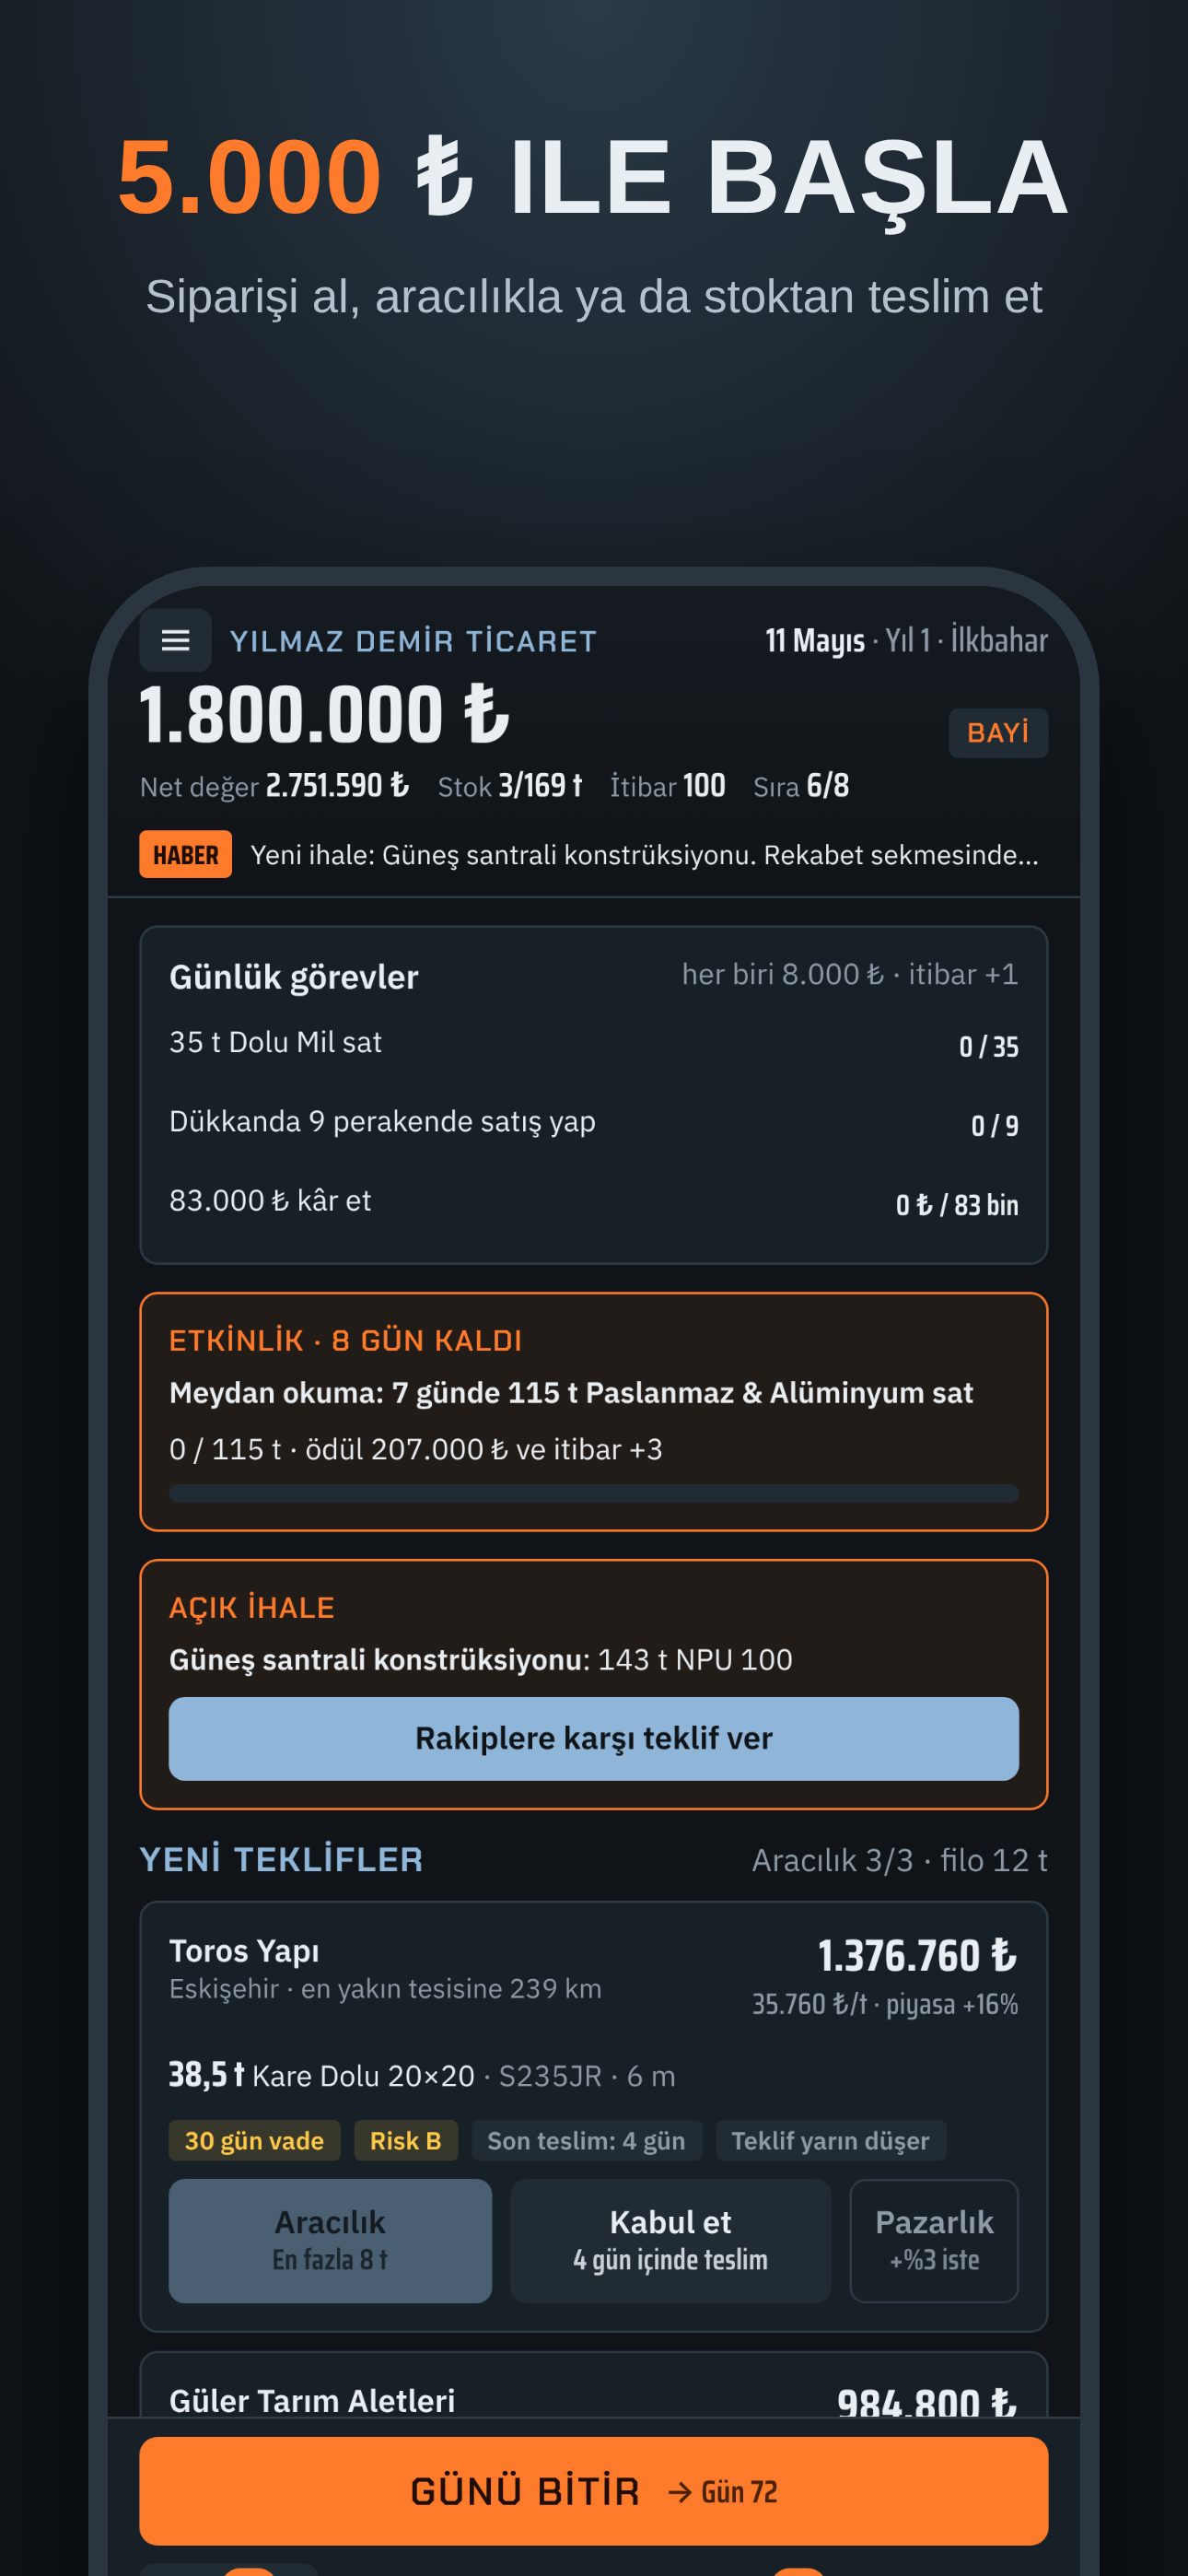 5.000 ₺ ILE BAŞLA
Siparişi al, aracılıkla ya da stoktan teslim et
YILMAZ DEMİR TİCARET
11 Mayıs · Yıl 1 · İlkbahar
1.800.000 ₺
BAYİ
Net değer 2.751.590 ₺ Stok 3/169 t İtibar 100 Sıra 6/8
HABER Yeni ihale: Güneş santrali konstrüksiyonu. Rekabet sekmesinde...
Günlük görevler
her biri 8.000 ₺ · itibar +1
35 t Dolu Mil sat
0 / 35
Dükkanda 9 perakende satış yap
0 / 9
83.000 ₺ kâr et
0 ₺ / 83 bin
ETKİNLİK · 8 GÜN KALDI
Meydan okuma: 7 günde 115 t Paslanmaz & Alüminyum sat
0 / 115 t · ödül 207.000 ₺ ve itibar +3
AÇIK İHALE
Güneş santrali konstrüksiyonu: 143 t NPU 100
Rakiplere karşı teklif ver
YENİ TEKLİFLER
Aracılık 3/3 · filo 12 t
Toros Yapı
1.376.760 ₺
Eskişehir · en yakın tesisine 239 km
35.760 ₺/t · piyasa +16%
38,5 t Kare Dolu 20×20 · S235JR · 6 m
30 gün vade
Risk B
Son teslim: 4 gün
Teklif yarın düşer
Aracılık
En fazla 8 t
Kabul et
4 gün içinde teslim
Pazarlık
+%3 iste
Güler Tarım Aletleri
984.800 ₺
GÜNÜ BİTİR → Gün 72